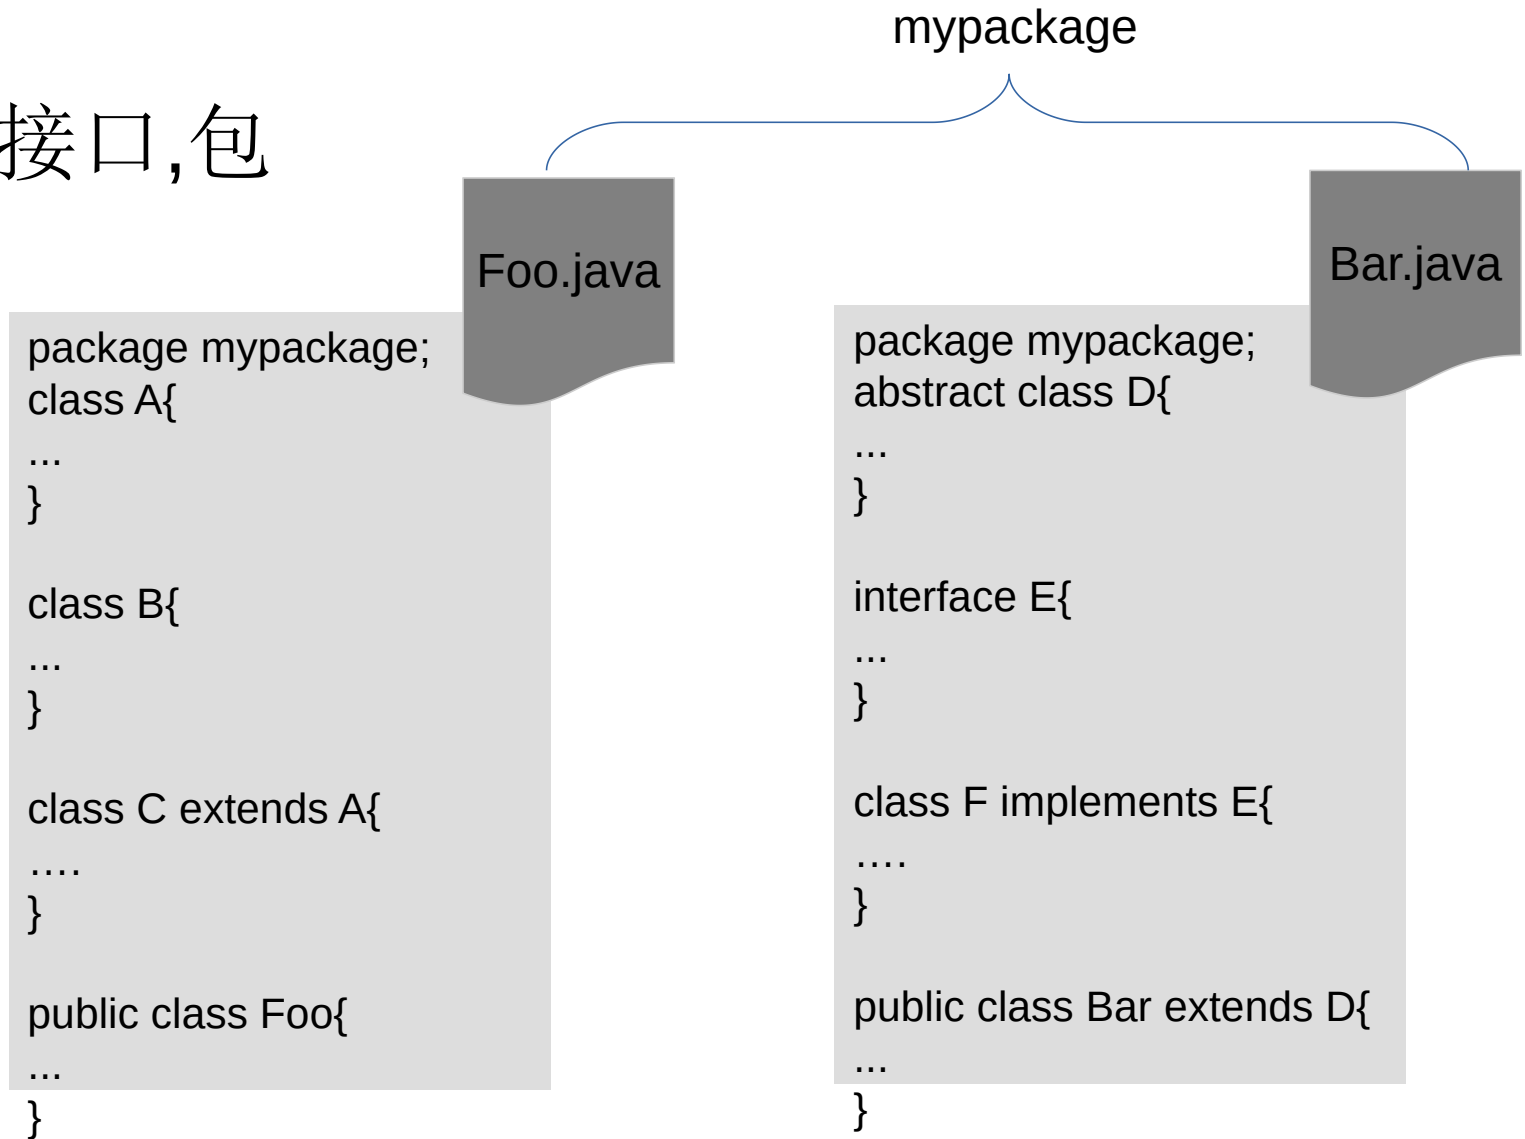 mypackage
接口,包
Foo.java
package mypackage;
class A{
...
}
class B{
...
}
class C extends A{
....
}
public class Foo{
...
}
Bar.java
package mypackage;
abstract class D{
...
}
interface E{
...
}
class F implements E{
....
}
public class Bar extends D{
...
}